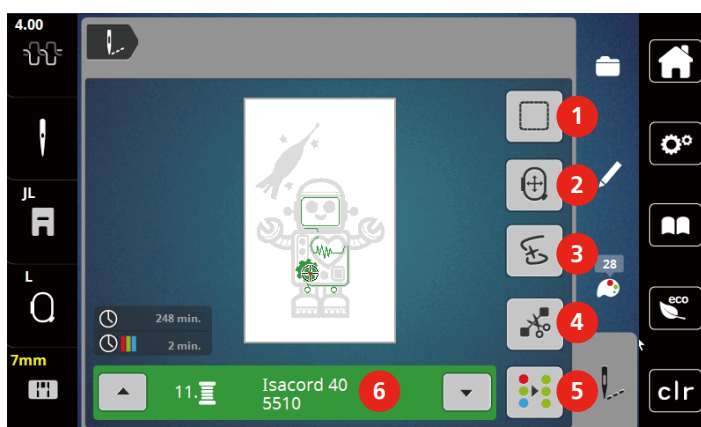 4.00
JL
L
7mm
1
2
3
28
4
248 min.
2 min.
11.
Isacord 40
5510
6
5
eco
clr